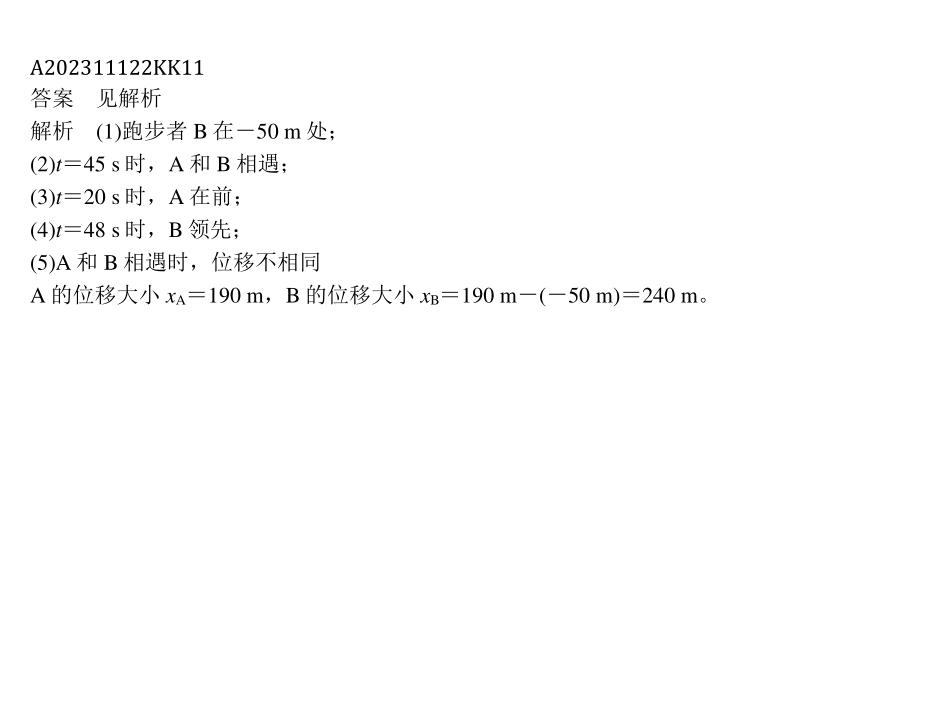 A202311122KK11
答案　见解析
解析　(1)跑步者 B 在－50 m 处；
(2)t＝45 s 时，A 和 B 相遇；
(3)t＝20 s 时，A 在前；
(4)t＝48 s 时，B 领先；
(5)A 和 B 相遇时，位移不相同
A 的位移大小 xA＝190 m，B 的位移大小 xB＝190 m－(－50 m)＝240 m。